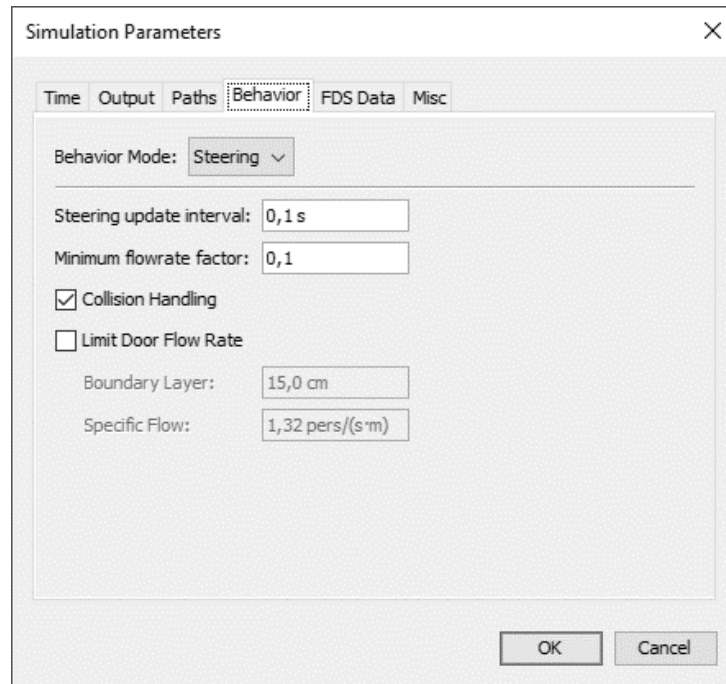 Simulation Parameters
Time Output Paths Behavior FDS Data Misc
Behavior Mode: Steering
Steering update interval: 0,1 s
Minimum flowrate factor: 0,1
Collision Handling
Limit Door Flow Rate
Boundary Layer: 15,0 cm
Specific Flow: 1,32 pers/(s·m)
OK Cancel